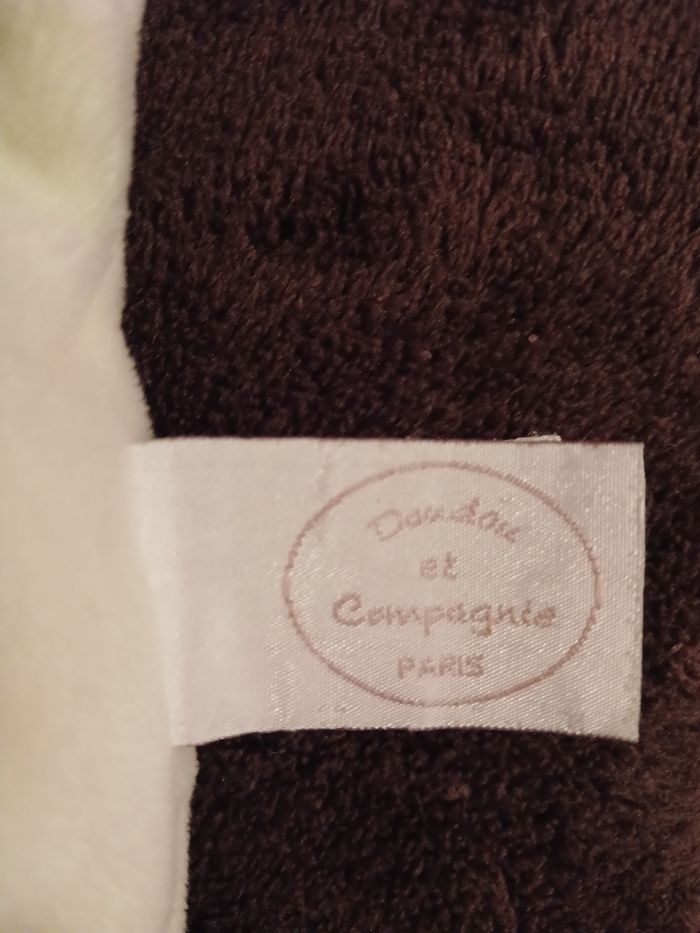 Doudou
et
Compagnie
PARIS